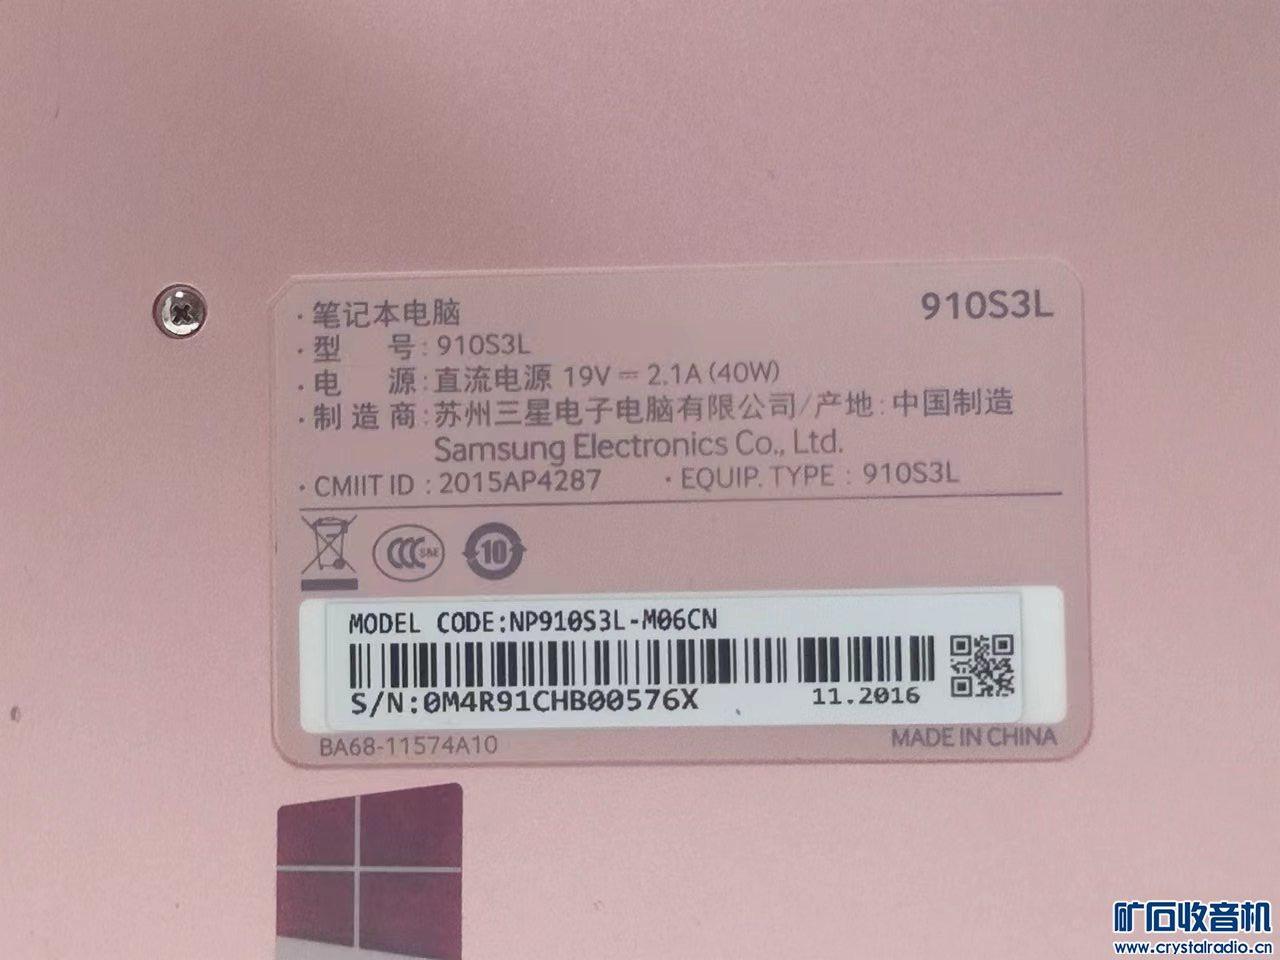 · 笔记本电脑
910S3L
· 型 号: 910S3L
· 电 源: 直流电源 19V ⎓ 2.1A (40W)
· 制 造 商: 苏州三星电子电脑有限公司/产地: 中国制造
Samsung Electronics Co., Ltd.
· CMIIT ID : 2015AP4287 · EQUIP. TYPE : 910S3L
CCC S&E
10
MODEL CODE:NP910S3L-M06CN
S/N:0M4R91CHB00576X 11.2016
BA68-11574A10 MADE IN CHINA
矿石收音机
www.crystalradio.cn